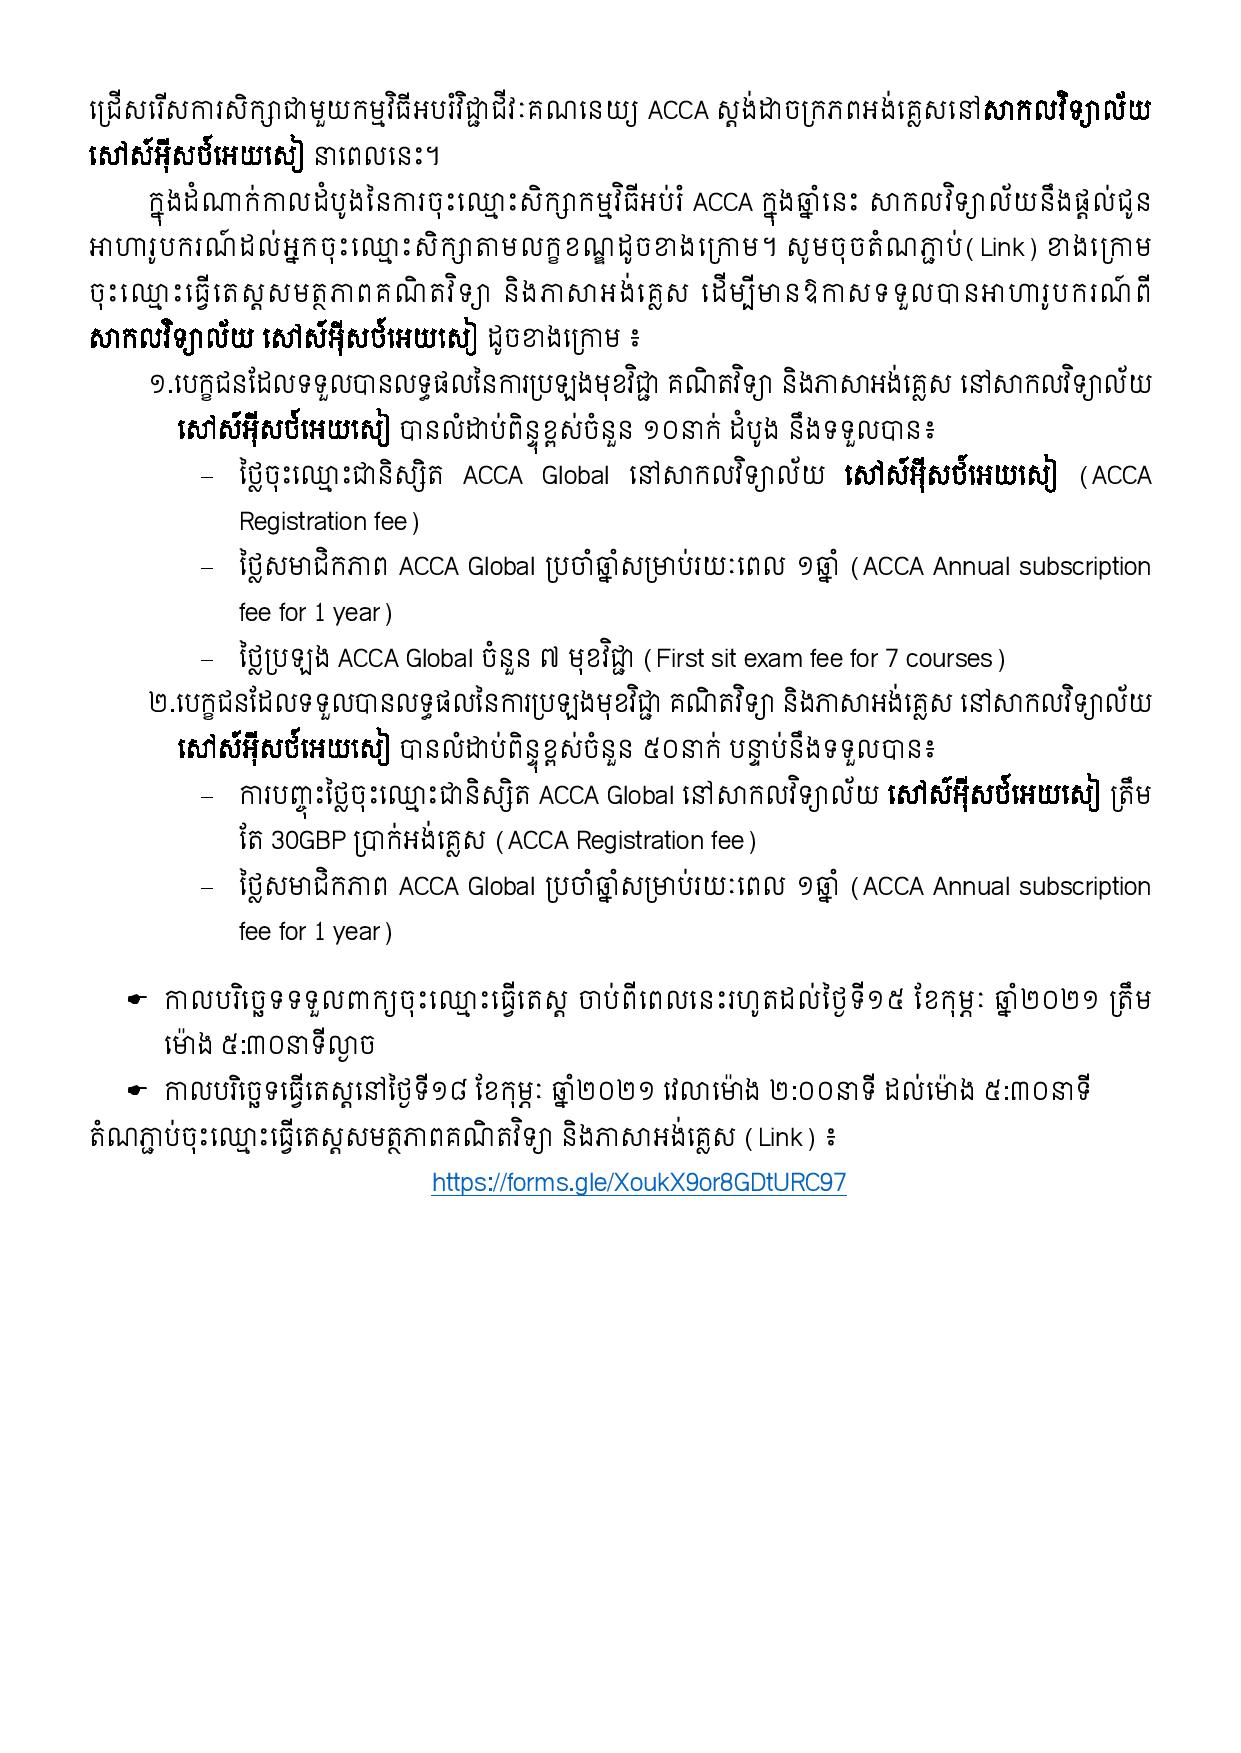 ជ្រើសរើសការសិក្សាជាមួយកម្មវិធីអបរំវិជ្ជាជីវៈគណនេយ្យ ACCA ស្តង់ដាចក្រភពអង់គ្លេសនៅសាកលវិទ្យាល័យ
សៅស៍អ៊ីសថ៍អេយសៀ នាពេលនេះ។
ក្នុងដំណាក់កាលដំបូងនៃការចុះឈ្មោះសិក្សាកម្មវិធីអប់រំ ACCA ក្នុងឆ្នាំនេះ សាកលវិទ្យាល័យនឹងផ្តល់ជូន
អាហារូបករណ៍ដល់អ្នកចុះឈ្មោះសិក្សាតាមលក្ខខណ្ឌដូចខាងក្រោម។ សូមចុចតំណភ្ជាប់(Link) ខាងក្រោម
ចុះឈ្មោះធ្វើតេស្តសមត្ថភាពគណិតវិទ្យា និងភាសាអង់គ្លេស ដើម្បីមានឱកាសទទួលបានអាហារូបករណ៍ពី
សាកលវិទ្យាល័យ សៅស៍អ៊ីសថ៍អេយសៀ ដូចខាងក្រោម ៖
១.បេក្ខជនដែលទទួលបានលទ្ធផលនៃការប្រឡងមុខវិជ្ជា គណិតវិទ្យា និងភាសាអង់គ្លេស នៅសាកលវិទ្យាល័យ
សៅស៍អ៊ីសថ៍អេយសៀ បានលំដាប់ពិន្ទុខ្ពស់ចំនួន ១០នាក់ ដំបូង នឹងទទួលបាន៖
– ថ្លៃចុះឈ្មោះជានិស្សិត ACCA Global នៅសាកលវិទ្យាល័យ សៅស៍អ៊ីសថ៍អេយសៀ (ACCA
Registration fee)
– ថ្លៃសមាជិកភាព ACCA Global ប្រចាំឆ្នាំសម្រាប់រយៈពេល ១ឆ្នាំ (ACCA Annual subscription
fee for 1 year)
– ថ្លៃប្រឡង ACCA Global ចំនួន ៧ មុខវិជ្ជា (First sit exam fee for 7 courses)
២.បេក្ខជនដែលទទួលបានលទ្ធផលនៃការប្រឡងមុខវិជ្ជា គណិតវិទ្យា និងភាសាអង់គ្លេស នៅសាកលវិទ្យាល័យ
សៅស៍អ៊ីសថ៍អេយសៀ បានលំដាប់ពិន្ទុខ្ពស់ចំនួន ៥០នាក់ បន្ទាប់នឹងទទួលបាន៖
– ការបញ្ចុះថ្លៃចុះឈ្មោះជានិស្សិត ACCA Global នៅសាកលវិទ្យាល័យ សៅស៍អ៊ីសថ៍អេយសៀ ត្រឹម
តែ 30GBP ប្រាក់អង់គ្លេស (ACCA Registration fee)
– ថ្លៃសមាជិកភាព ACCA Global ប្រចាំឆ្នាំសម្រាប់រយៈពេល ១ឆ្នាំ (ACCA Annual subscription
fee for 1 year)
☛ កាលបរិច្ឆេទទទួលពាក្យចុះឈ្មោះធ្វើតេស្ត ចាប់ពីពេលនេះរហូតដល់ថ្ងៃទី១៥ ខែកុម្ភៈ ឆ្នាំ២០២១ ត្រឹម
ម៉ោង ៥:៣០នាទីល្ងាច
☛ កាលបរិច្ឆេទធ្វើតេស្តនៅថ្ងៃទី១៨ ខែកុម្ភៈ ឆ្នាំ២០២១ វេលាម៉ោង ២:០០នាទី ដល់ម៉ោង ៥:៣០នាទី
តំណភ្ជាប់ចុះឈ្មោះធ្វើតេស្តសមត្ថភាពគណិតវិទ្យា និងភាសាអង់គ្លេស (Link) ៖
https://forms.gle/XoukX9or8GDtURC97